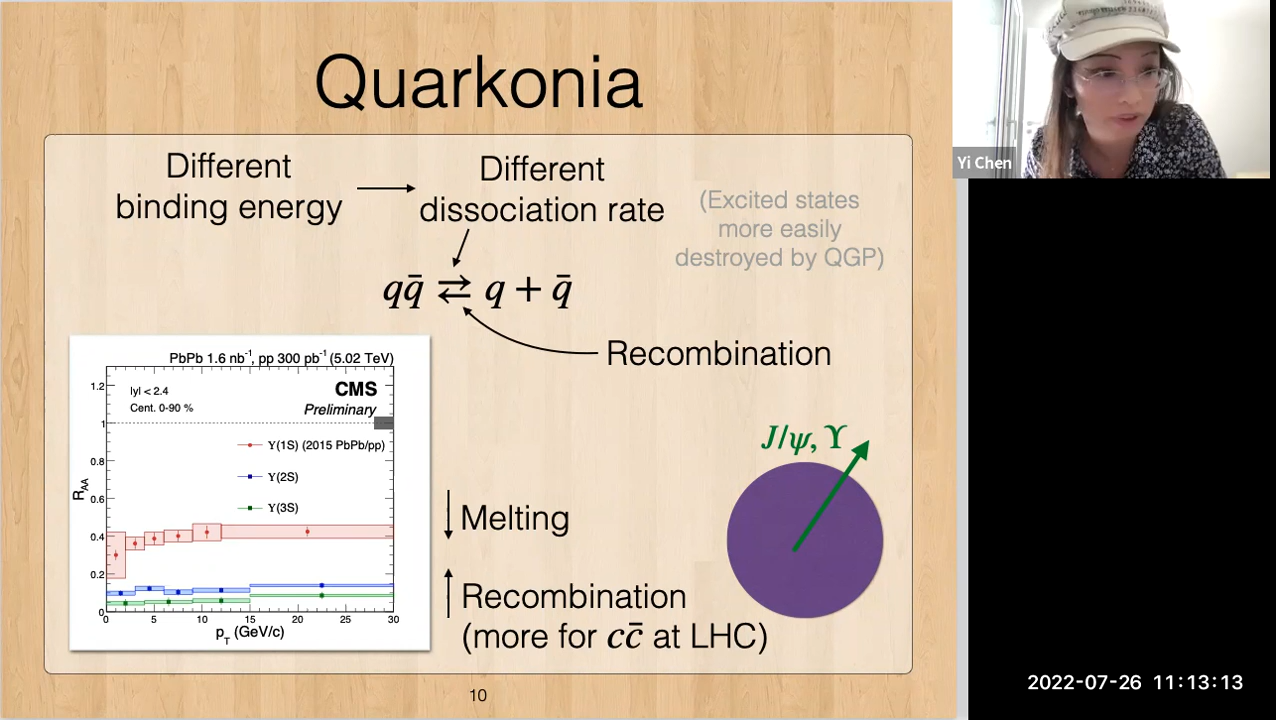 Quarkonia
Different
binding energy
Different
dissociation rate
(Excited states
more easily
destroyed by QGP)
qq̄ ⇄ q + q̄
Recombination
PbPb 1.6 nb⁻¹, pp 300 pb⁻¹ (5.02 TeV)
|y| < 2.4
Cent. 0-90 %
CMS
Preliminary
ϒ(1S) (2015 PbPb/pp)
ϒ(2S)
ϒ(3S)
R_AA
1.2
1
0.8
0.6
0.4
0.2
0
0 5 10 15 20 25 30
p_T (GeV/c)
J/ψ, ϒ
Melting
Recombination
(more for cc̄ at LHC)
10
Yi Chen
2022-07-26 11:13:13